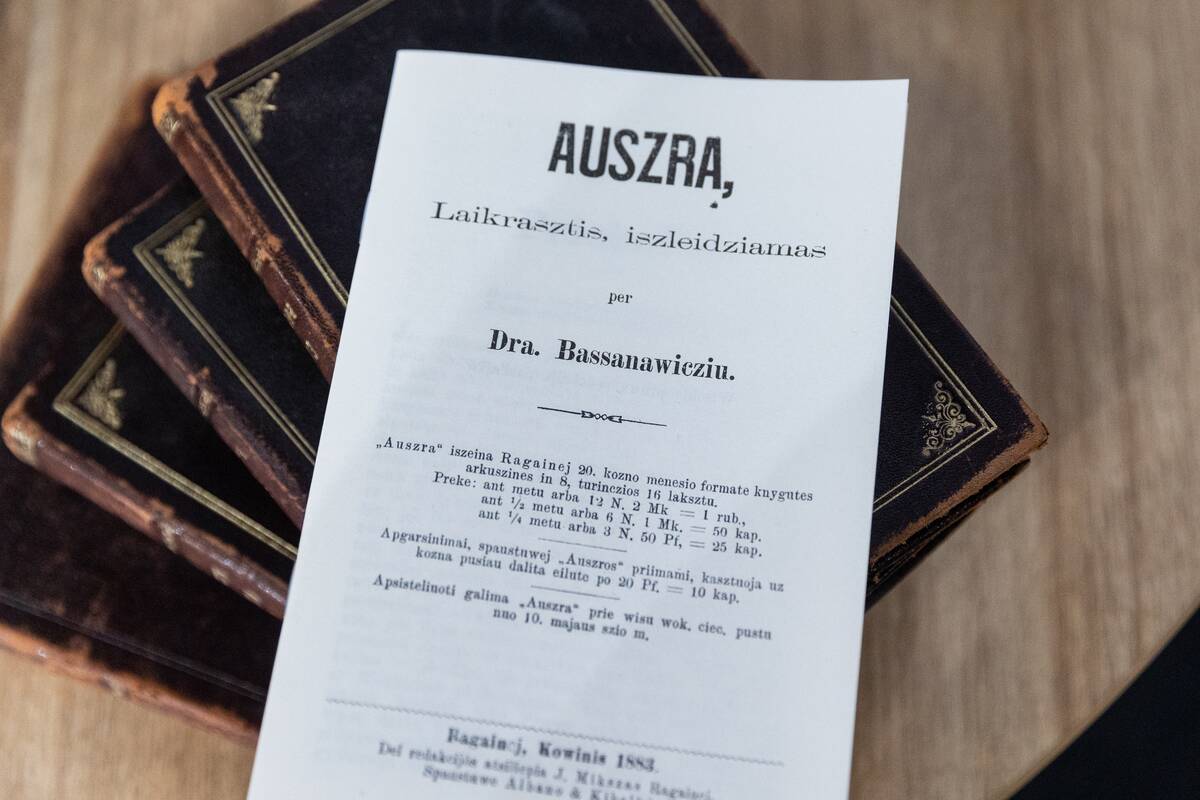 AUSZRĄ,
Laikrasztis, iszleidziamas
per
Dra. Bassanawicziu.
„Auszra“ iszeina Ragainej 20. kozno menesio formate knygutes
arkuszines in 8, turinczios 16 laksztu.
Preke: ant metu arba 12 N. 2 Mk = 1 rub.,
ant ½ metu arba 6 N. 1 Mk. = 50 kap.
ant ¼ metu arba 3 N. 50 Pf, = 25 kap.
Apgarsinimai, spaustuwej „Auszros“ priimami, kasztuoja uz
kozna pusiau dalita eilute po 20 Pf. = 10 kap.
Apsistelinoti galima „Auszra“ prie wisu wok. ciec. pustu
nuo 10. majaus szio m.
Ragainej, Kowinis 1883.
Del redakcijos atsillepia J. Mikszas Ragainej.
Spaustuwe Albano &